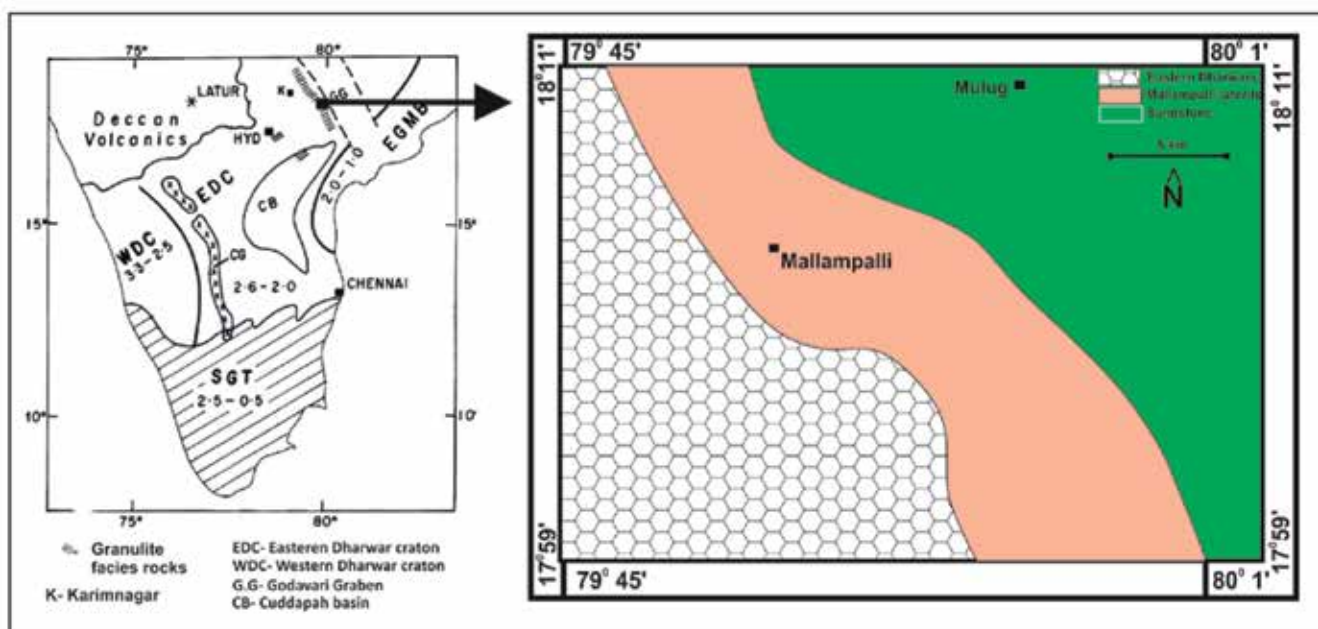 75° 80°
LATUR
K
GG
Deccan
Volcanics
HYD
EGMB
EDC
2·0-1·0
CB
15° 15°
WDC
3·3-2·5
CG
2·6-2·0
CHENNAI
SGT
2·5-0·5
10° 10°
75° 80°
Granulite
facies rocks
K- Karimnagar
EDC- Easteren Dharwar craton
WDC- Western Dharwar craton
G.G- Godavari Graben
CB- Cuddapah basin
79° 45' 80° 1'
18° 11' 18° 11'
Mulug
Eastern
Mallampalli
5 km
N
Mallampalli
17° 59' 17° 59'
79° 45' 80° 1'